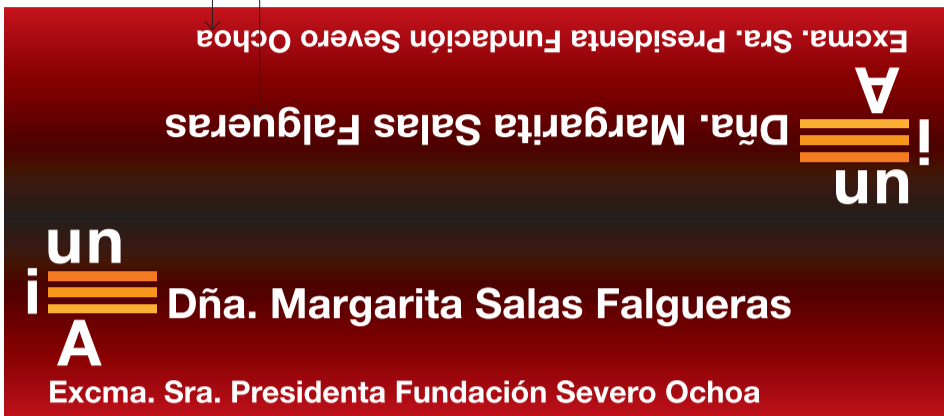 Excma. Sra. Presidenta Fundación Severo Ochoa
A
Dña. Margarita Salas Falgueras
i
un
un
i
Dña. Margarita Salas Falgueras
A
Excma. Sra. Presidenta Fundación Severo Ochoa